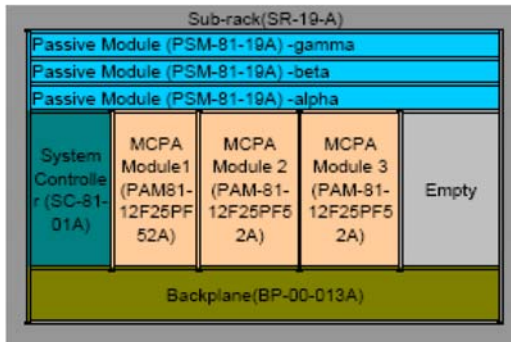 Sub-rack(SR-19-A)
Passive Module (PSM-81-19A) -gamma
Passive Module (PSM-81-19A) -beta
Passive Module (PSM-81-19A) -alpha
System
Controlle
r (SC-81-
01A)
MCPA
Module1
(PAM81-
12F25PF
52A)
MCPA
Module 2
(PAM-81-
12F25PF5
2A)
MCPA
Module 3
(PAM-81-
12F25PF5
2A)
Empty
Backplane(BP-00-013A)